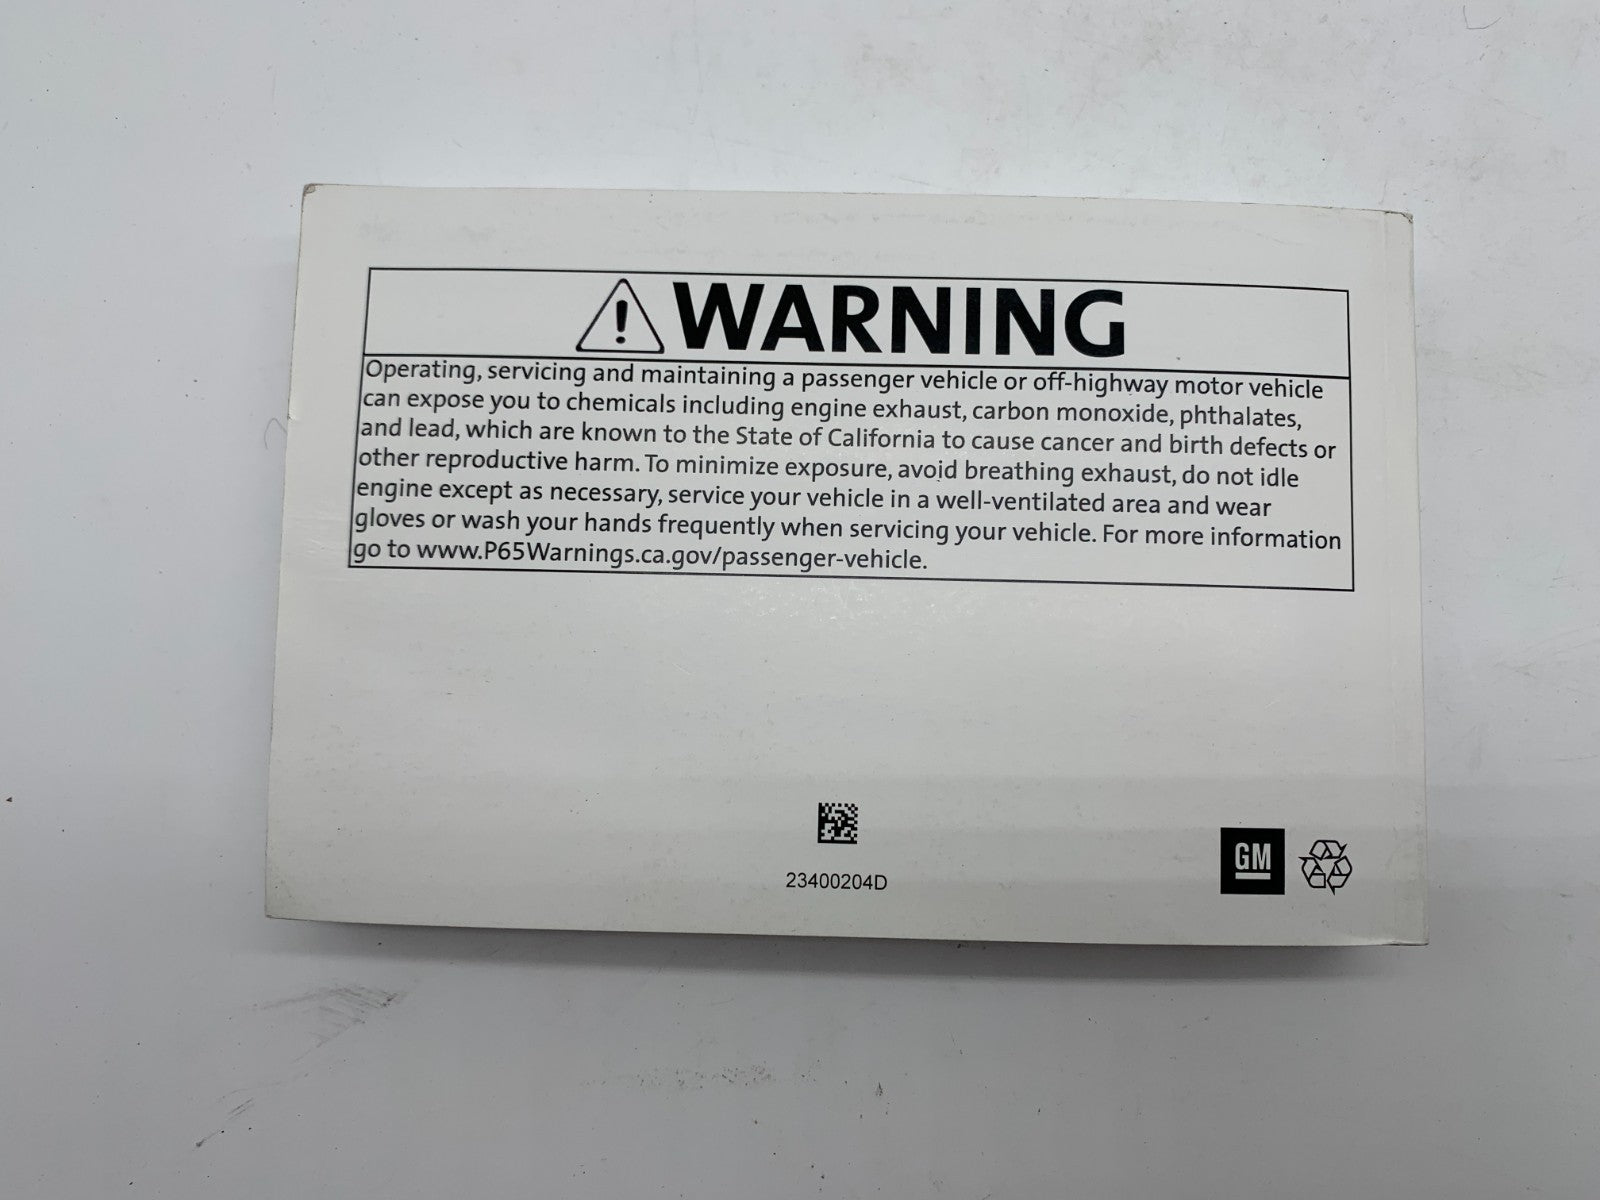 WARNING
Operating, servicing and maintaining a passenger vehicle or off-highway motor vehicle
can expose you to chemicals including engine exhaust, carbon monoxide, phthalates,
and lead, which are known to the State of California to cause cancer and birth defects or
other reproductive harm. To minimize exposure, avoid breathing exhaust, do not idle
engine except as necessary, service your vehicle in a well-ventilated area and wear
gloves or wash your hands frequently when servicing your vehicle. For more information
go to www.P65Warnings.ca.gov/passenger-vehicle.
GM
23400204D